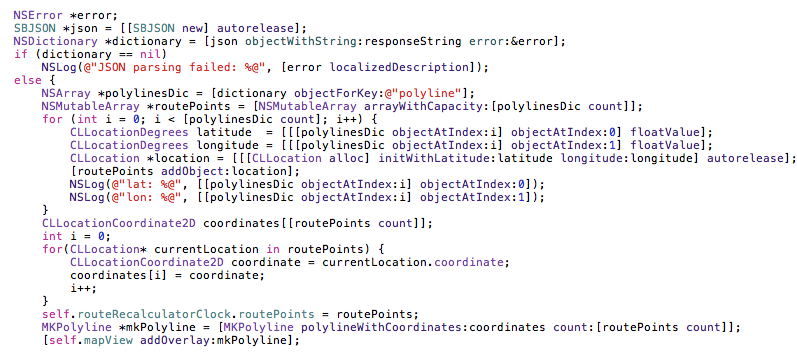 NSError *error;
SBJSON *json = [[SBJSON new] autorelease];
NSDictionary *dictionary = [json objectWithString:responseString error:&error];
if (dictionary == nil)
    NSLog(@"JSON parsing failed: %@", [error localizedDescription]);
else {
    NSArray *polylinesDic = [dictionary objectForKey:@"polyline"];
    NSMutableArray *routePoints = [NSMutableArray arrayWithCapacity:[polylinesDic count]];
    for (int i = 0; i < [polylinesDic count]; i++) {
        CLLocationDegrees latitude  = [[[polylinesDic objectAtIndex:i] objectAtIndex:0] floatValue];
        CLLocationDegrees longitude = [[[polylinesDic objectAtIndex:i] objectAtIndex:1] floatValue];
        CLLocation *location = [[[CLLocation alloc] initWithLatitude:latitude longitude:longitude] autorelease];
        [routePoints addObject:location];
        NSLog(@"lat: %@", [[polylinesDic objectAtIndex:i] objectAtIndex:0]);
        NSLog(@"lon: %@", [[polylinesDic objectAtIndex:i] objectAtIndex:1]);
    }
    CLLocationCoordinate2D coordinates[[routePoints count]];
    int i = 0;
    for(CLLocation* currentLocation in routePoints) {
        CLLocationCoordinate2D coordinate = currentLocation.coordinate;
        coordinates[i] = coordinate;
        i++;
    }
    self.routeRecalculatorClock.routePoints = routePoints;
    MKPolyline *mkPolyline = [MKPolyline polylineWithCoordinates:coordinates count:[routePoints count]];
    [self.mapView addOverlay:mkPolyline];